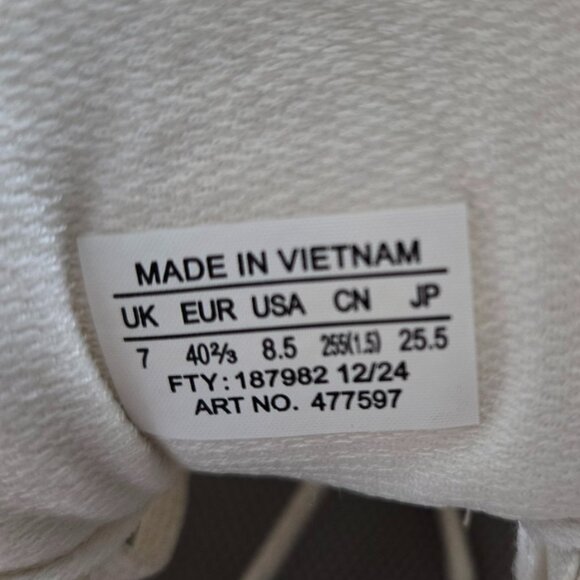 MADE IN VIETNAM
UK EUR USA CN JP
7 40⅔ 8.5 255(1.5) 25.5
FTY: 187982 12/24
ART NO. 477597